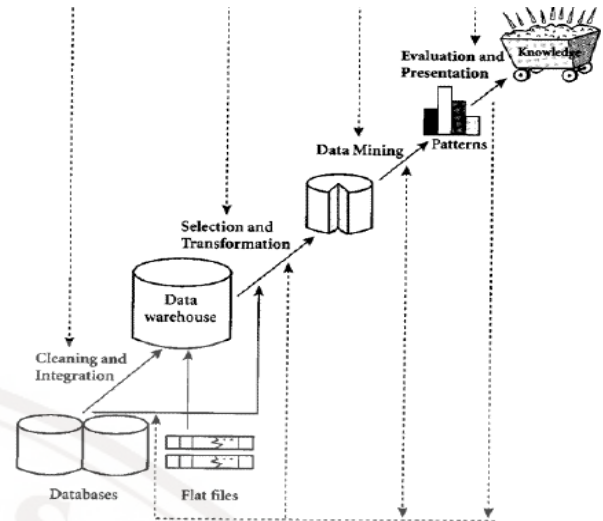 Evaluation and
Presentation
Knowledge
Patterns
Data Mining
Selection and
Transformation
Data
warehouse
Cleaning and
Integration
Databases
Flat files